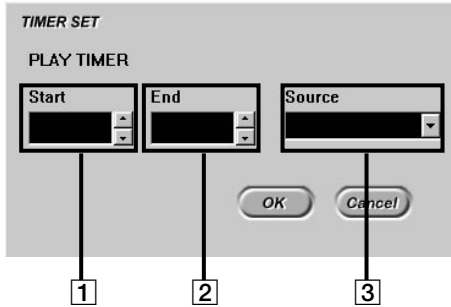 TIMER SET
PLAY TIMER
Start End Source
OK Cancel
1 2 3